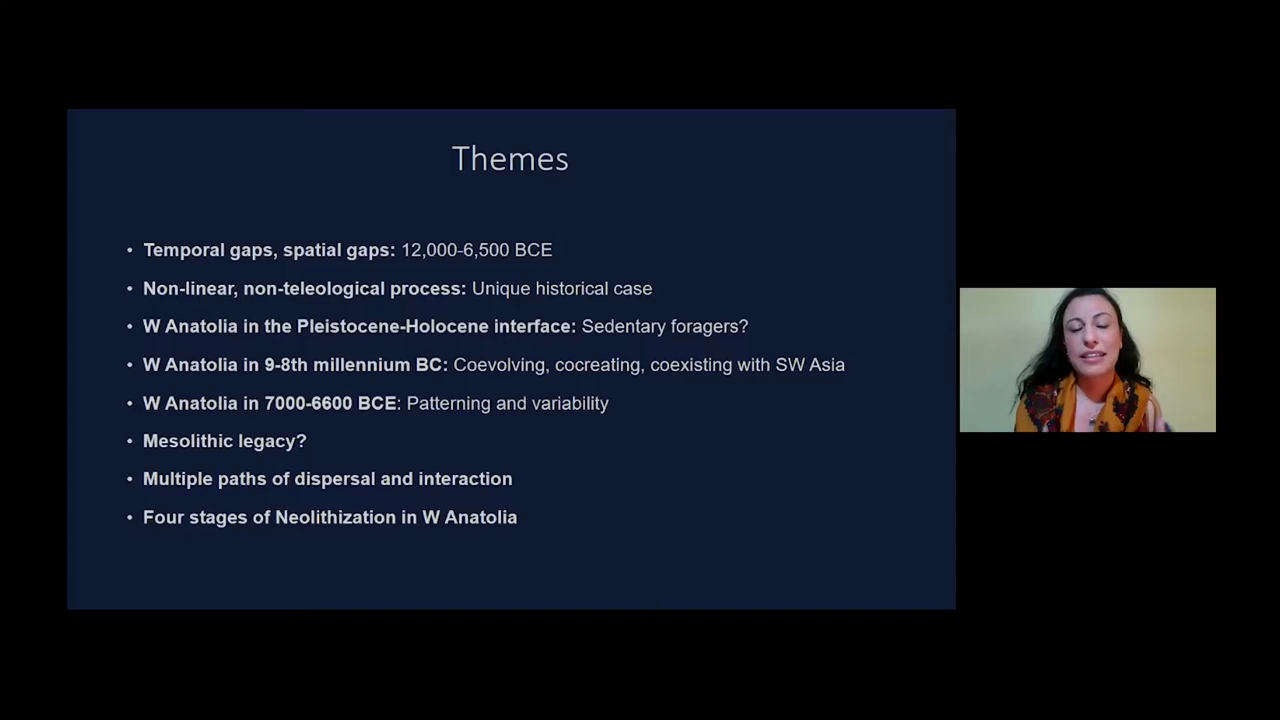 Themes
• Temporal gaps, spatial gaps: 12,000-6,500 BCE
• Non-linear, non-teleological process: Unique historical case
• W Anatolia in the Pleistocene-Holocene interface: Sedentary foragers?
• W Anatolia in 9-8th millennium BC: Coevolving, cocreating, coexisting with SW Asia
• W Anatolia in 7000-6600 BCE: Patterning and variability
• Mesolithic legacy?
• Multiple paths of dispersal and interaction
• Four stages of Neolithization in W Anatolia